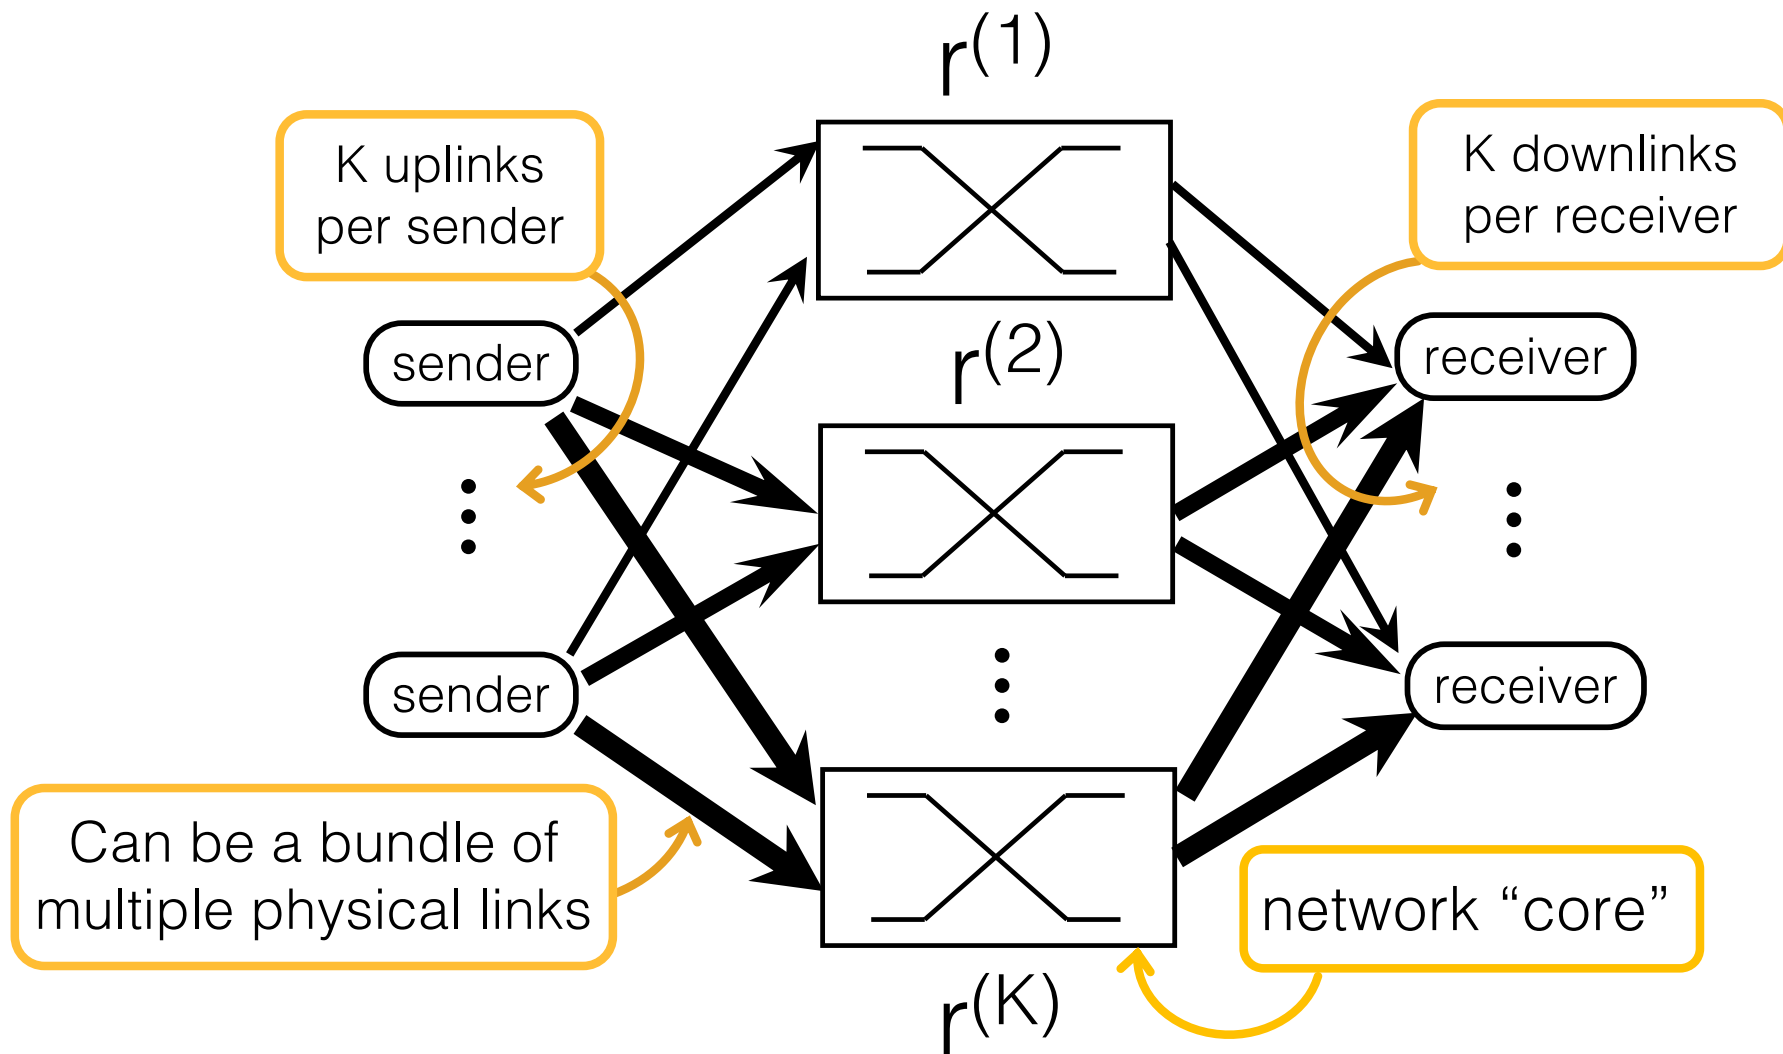 r(1)
K uplinks
per sender
K downlinks
per receiver
sender
r(2)
receiver
sender
receiver
Can be a bundle of
multiple physical links
network “core”
r(K)